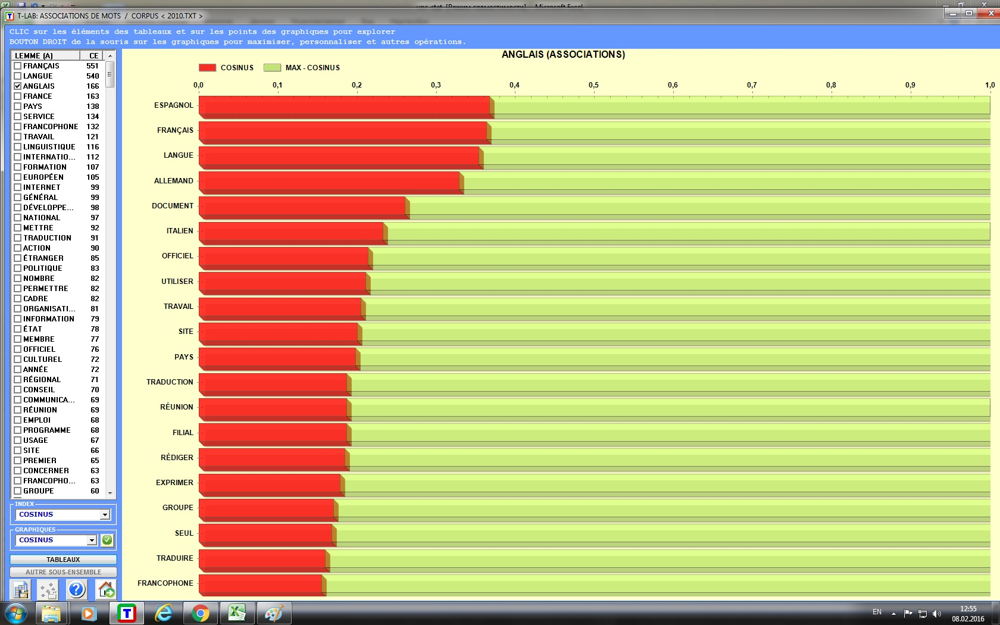 voc_stat [Режим совместимости] - Microsoft Excel
T-LAB: ASSOCIATIONS DE MOTS / CORPUS < 2010.TXT >
CLIC sur les éléments des tableaux et sur les points des graphiques pour explorer
BOUTON DROIT de la souris sur les graphiques pour maximiser, personnaliser et autres opérations.
LEMME (A) CE
FRANÇAIS 551
LANGUE 540
ANGLAIS 166
FRANCE 163
PAYS 138
SERVICE 134
FRANCOPHONE 132
TRAVAIL 121
LINGUISTIQUE 116
INTERNATIO... 112
FORMATION 107
EUROPÉEN 105
INTERNET 99
GÉNÉRAL 99
DÉVELOPPE... 98
NATIONAL 97
METTRE 92
TRADUCTION 91
ACTION 90
ÉTRANGER 85
POLITIQUE 83
NOMBRE 82
PERMETTRE 82
CADRE 82
ORGANISATI... 81
INFORMATION 79
ÉTAT 78
MEMBRE 77
OFFICIEL 76
CULTUREL 72
ANNÉE 72
RÉGIONAL 71
CONSEIL 70
COMMUNICA... 69
RÉUNION 69
EMPLOI 68
PROGRAMME 68
USAGE 67
SITE 66
PREMIER 65
CONCERNER 63
FRANCOPHO... 63
GROUPE 60
INDEX
COSINUS
GRAPHIQUES
COSINUS
TABLEAUX
AUTRE SOUS-ENSEMBLE
ANGLAIS (ASSOCIATIONS)
COSINUS MAX - COSINUS
0,0 0,1 0,2 0,3 0,4 0,5 0,6 0,7 0,8 0,9 1,0
ESPAGNOL
FRANÇAIS
LANGUE
ALLEMAND
DOCUMENT
ITALIEN
OFFICIEL
UTILISER
TRAVAIL
SITE
PAYS
TRADUCTION
RÉUNION
FILIAL
RÉDIGER
EXPRIMER
GROUPE
SEUL
TRADUIRE
FRANCOPHONE
EN
12:55
08.02.2016